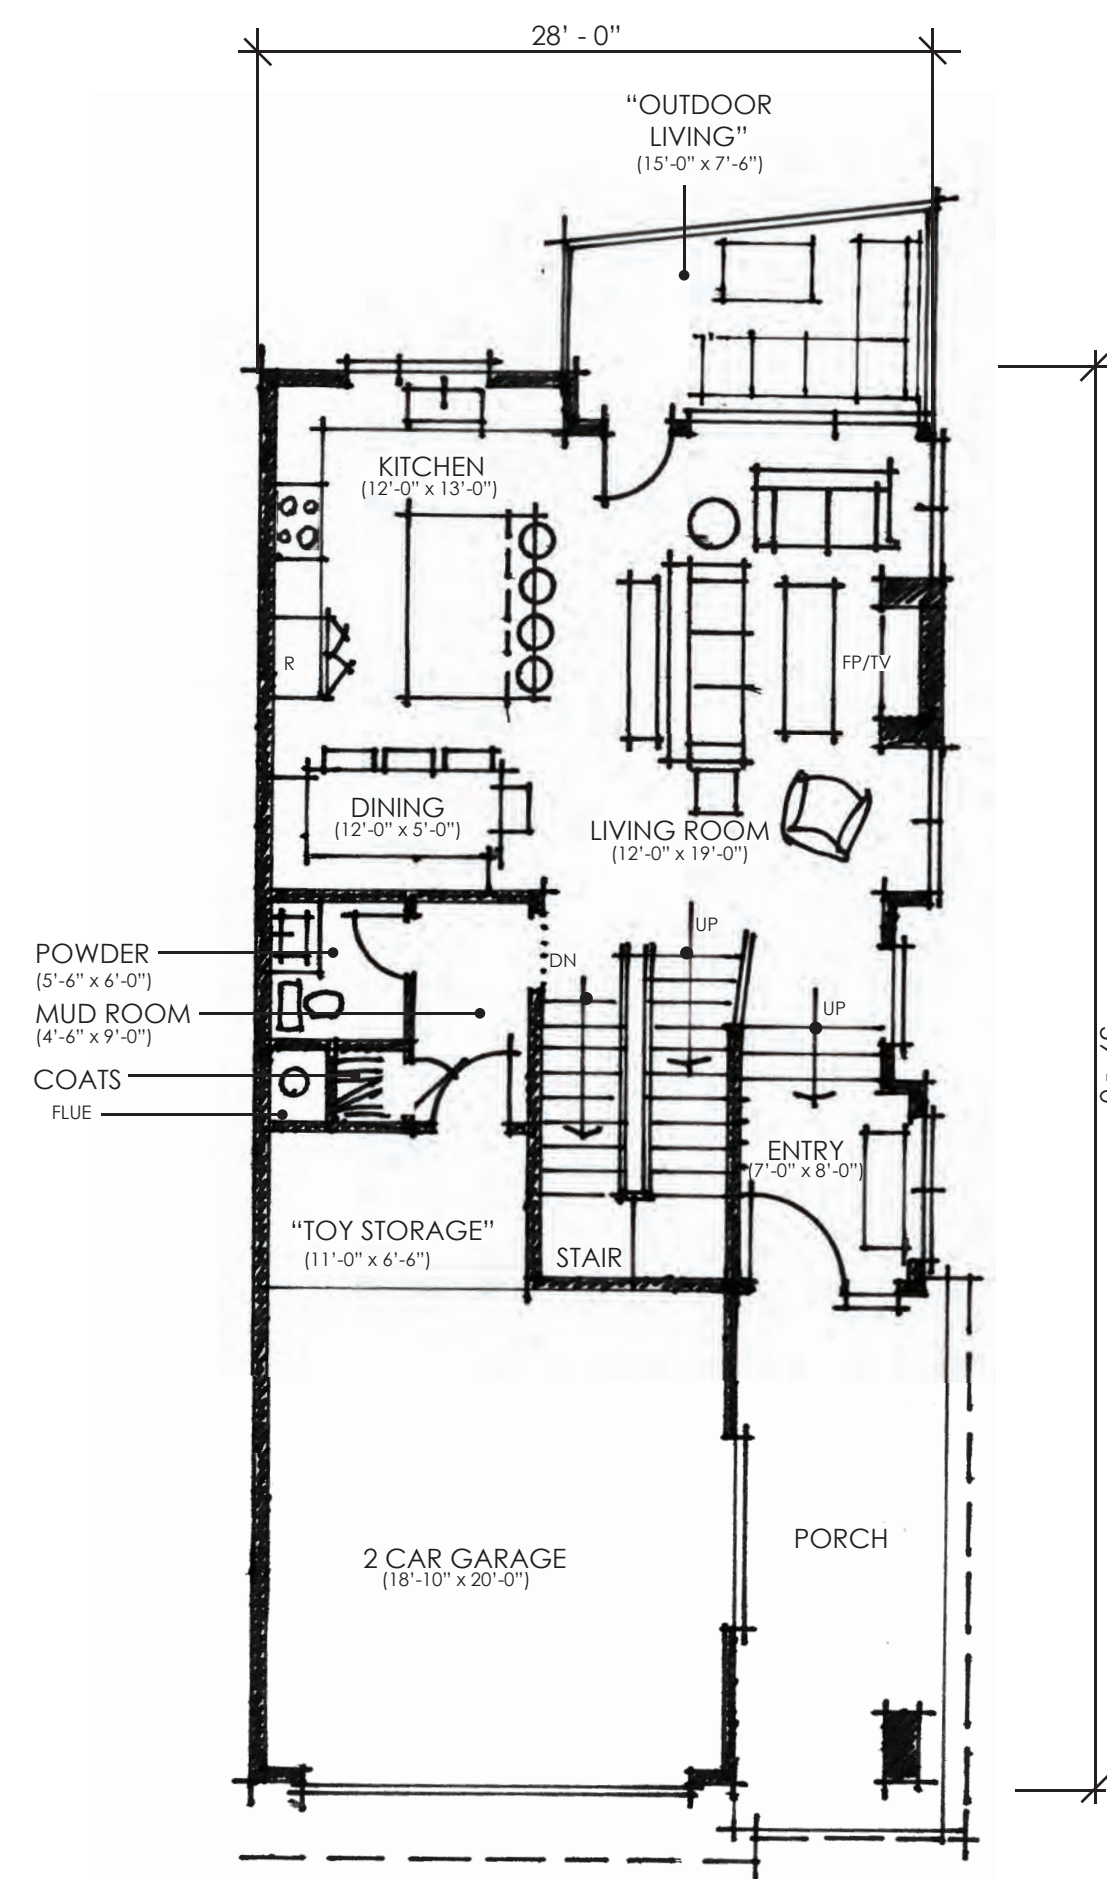 28’ - 0”
“OUTDOOR
LIVING”
(15’-0” x 7’-6”)
KITCHEN
(12’-0” x 13’-0”)
R
FP/TV
DINING
(12’-0” x 5’-0”)
LIVING ROOM
(12’-0” x 19’-0”)
UP
DN
POWDER
(5’-6” x 6’-0”)
MUD ROOM
(4’-6” x 9’-0”)
UP
COATS
FLUE
ENTRY
(7’-0” x 8’-0”)
“TOY STORAGE”
(11’-0” x 6’-6”)
STAIR
2 CAR GARAGE
(18’-10” x 20’-0”)
PORCH